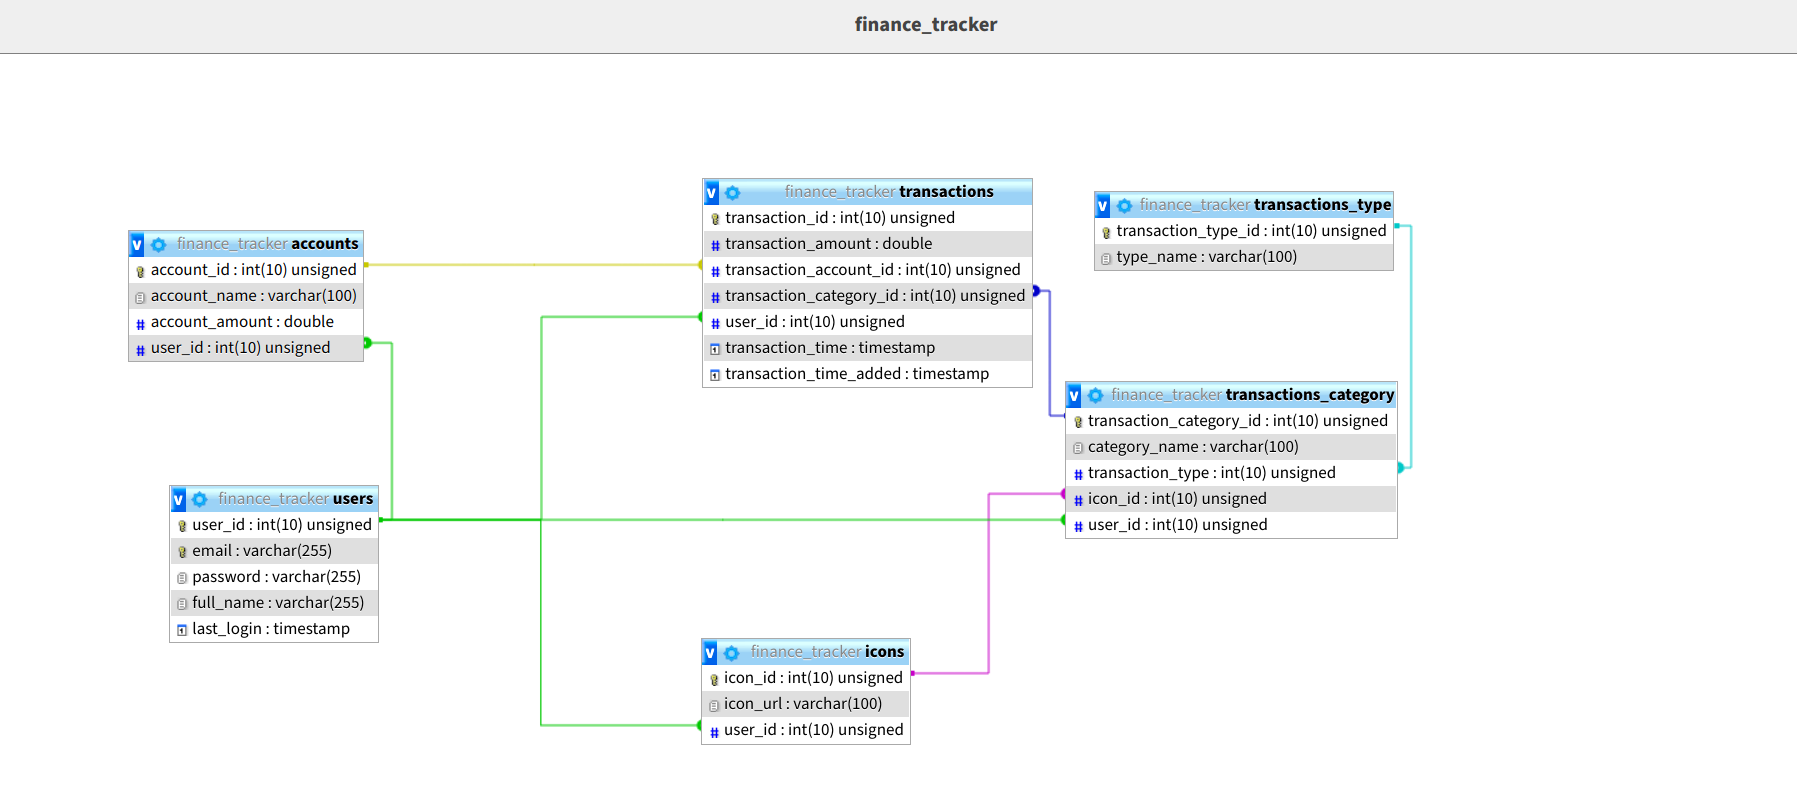 finance_tracker
finance_tracker transactions
transaction_id : int(10) unsigned
transaction_amount : double
transaction_account_id : int(10) unsigned
transaction_category_id : int(10) unsigned
user_id : int(10) unsigned
transaction_time : timestamp
transaction_time_added : timestamp
finance_tracker transactions_type
transaction_type_id : int(10) unsigned
type_name : varchar(100)
finance_tracker accounts
account_id : int(10) unsigned
account_name : varchar(100)
account_amount : double
user_id : int(10) unsigned
finance_tracker transactions_category
transaction_category_id : int(10) unsigned
category_name : varchar(100)
transaction_type : int(10) unsigned
icon_id : int(10) unsigned
user_id : int(10) unsigned
finance_tracker users
user_id : int(10) unsigned
email : varchar(255)
password : varchar(255)
full_name : varchar(255)
last_login : timestamp
finance_tracker icons
icon_id : int(10) unsigned
icon_url : varchar(100)
user_id : int(10) unsigned